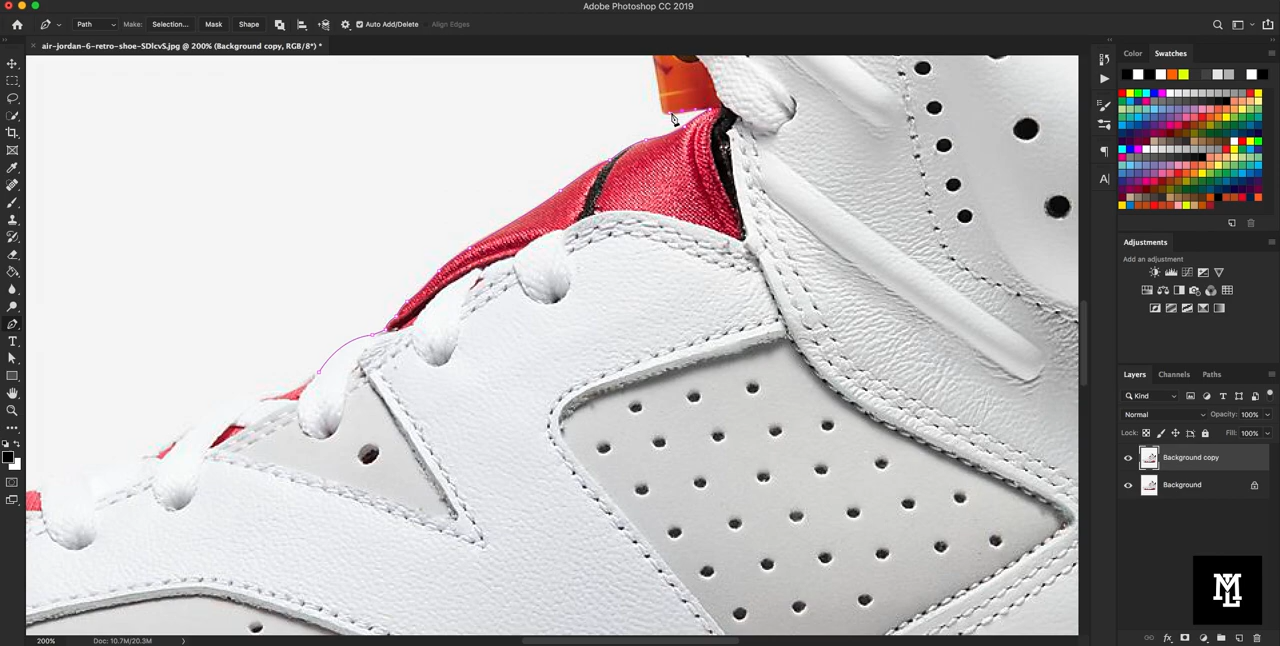 Adobe Photoshop CC 2019
Path Make: Selection... Mask Shape Auto Add/Delete Align Edges
× air-jordan-6-retro-shoe-SDlcvS.jpg @ 200% (Background copy, RGB/8*) *
Color Swatches
Adjustments
Add an adjustment
Layers Channels Paths
Kind
Normal Opacity: 100%
Lock: Fill: 100%
Background copy
Background
ML
200% Doc: 10.7M/20.3M